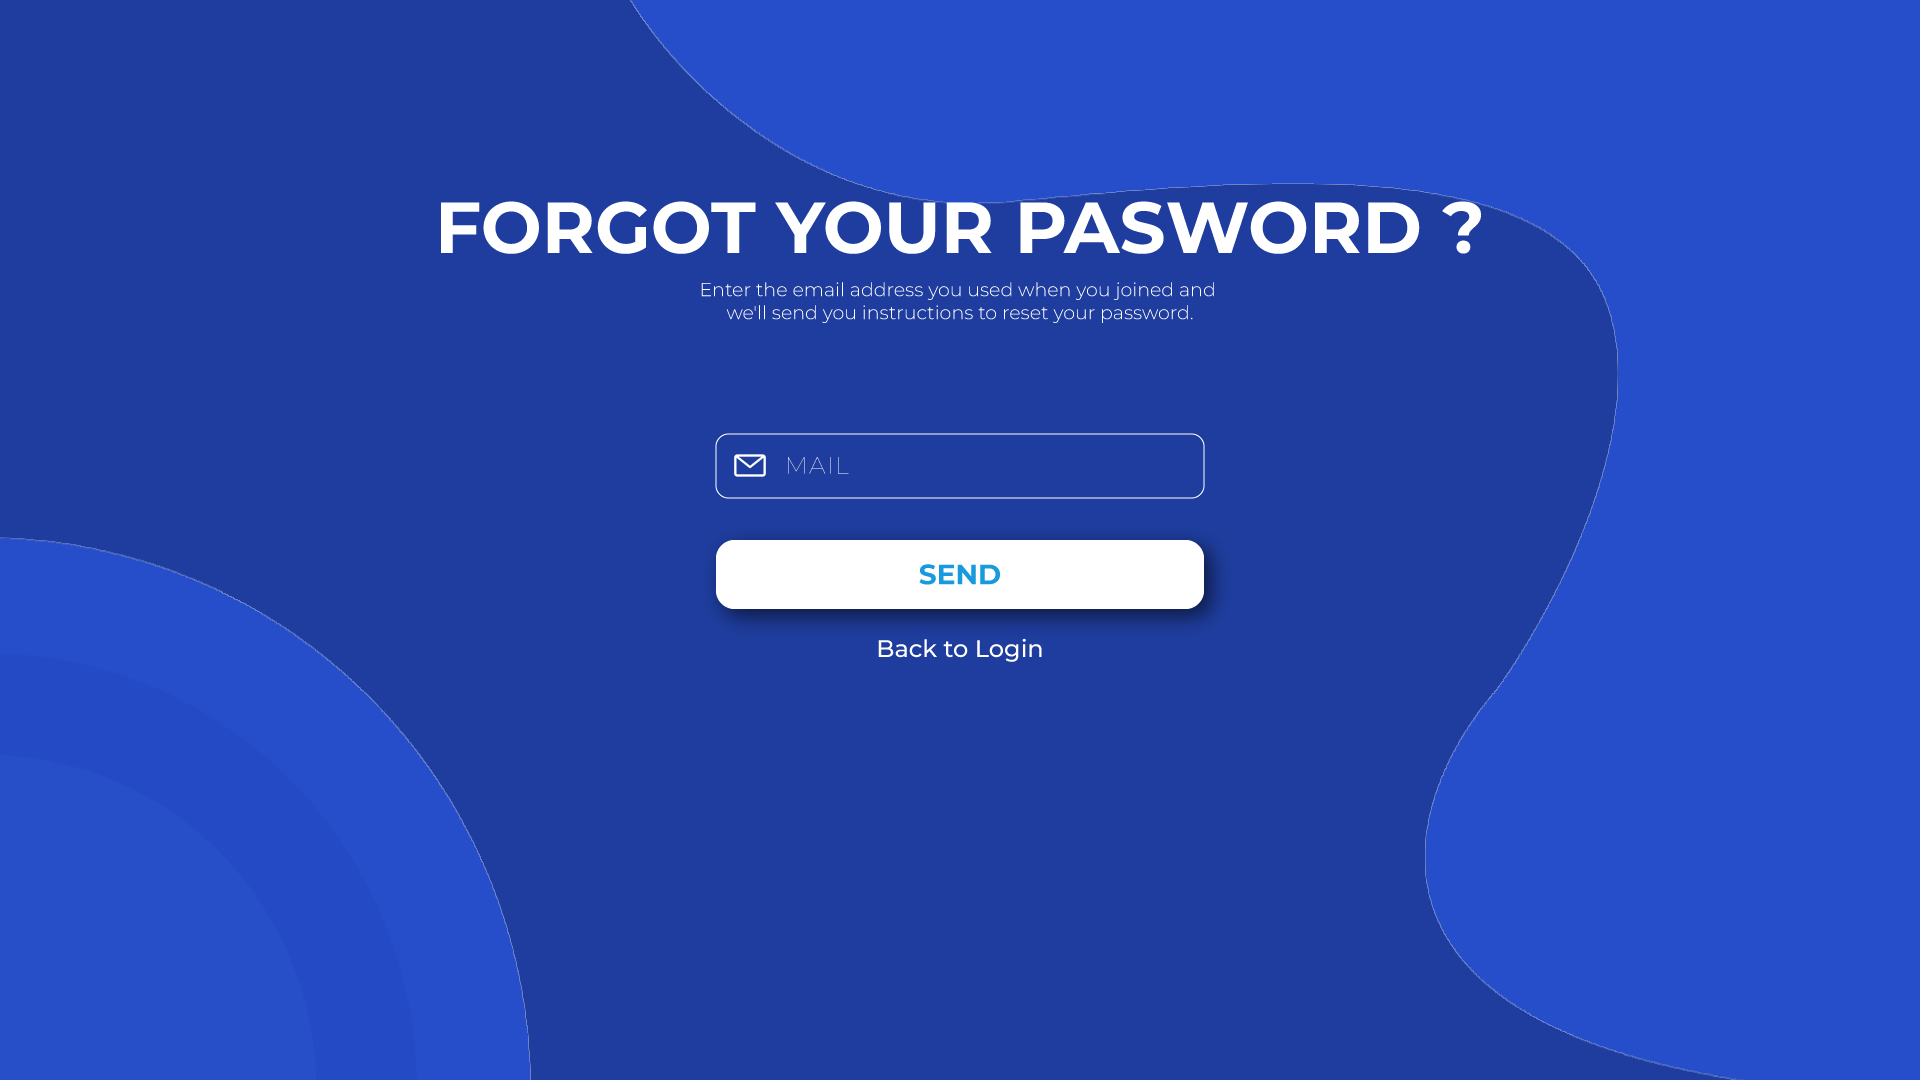 FORGOT YOUR PASWORD ?
Enter the email address you used when you joined and
we'll send you instructions to reset your password.
MAIL
SEND
Back to Login